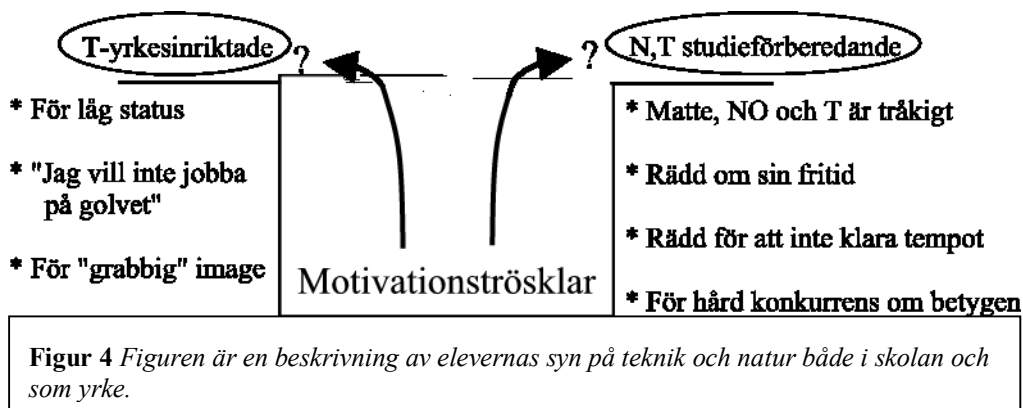 T-yrkesinriktade ?
? N,T studieförberedande
* För låg status
* "Jag vill inte jobba
på golvet"
* För "grabbig" image
Motivationströsklar
* Matte, NO och T är tråkigt
* Rädd om sin fritid
* Rädd för att inte klara tempot
* För hård konkurrens om betygen
Figur 4 Figuren är en beskrivning av elevernas syn på teknik och natur både i skolan och
som yrke.